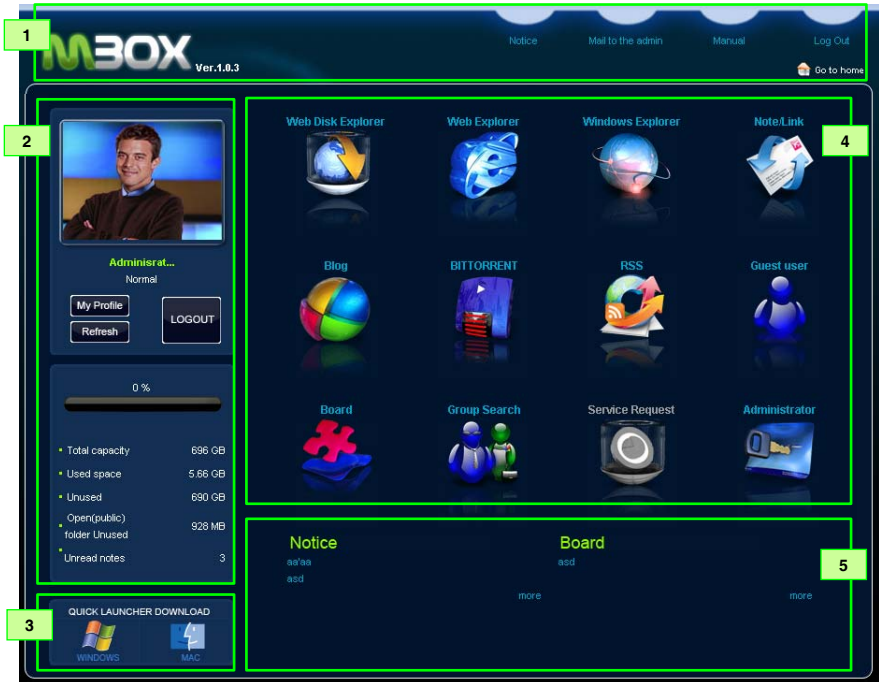 1
MBOX Ver.1.0.3
Notice Mail to the admin Manual Log Out
Go to home
2
Adminisrat...
Normal
My Profile
Refresh
LOGOUT
0 %
Total capacity 696 GB
Used space 5.66 GB
Unused 690 GB
Open(public)
folder Unused 928 MB
Unread notes 3
3
QUICK LAUNCHER DOWNLOAD
WINDOWS MAC
4
Web Disk Explorer Web Explorer Windows Explorer Note/Link
Blog BITTORRENT RSS Guest user
Board Group Search Service Request Administrator
5
Notice
aa'aa
asd
more
Board
asd
more